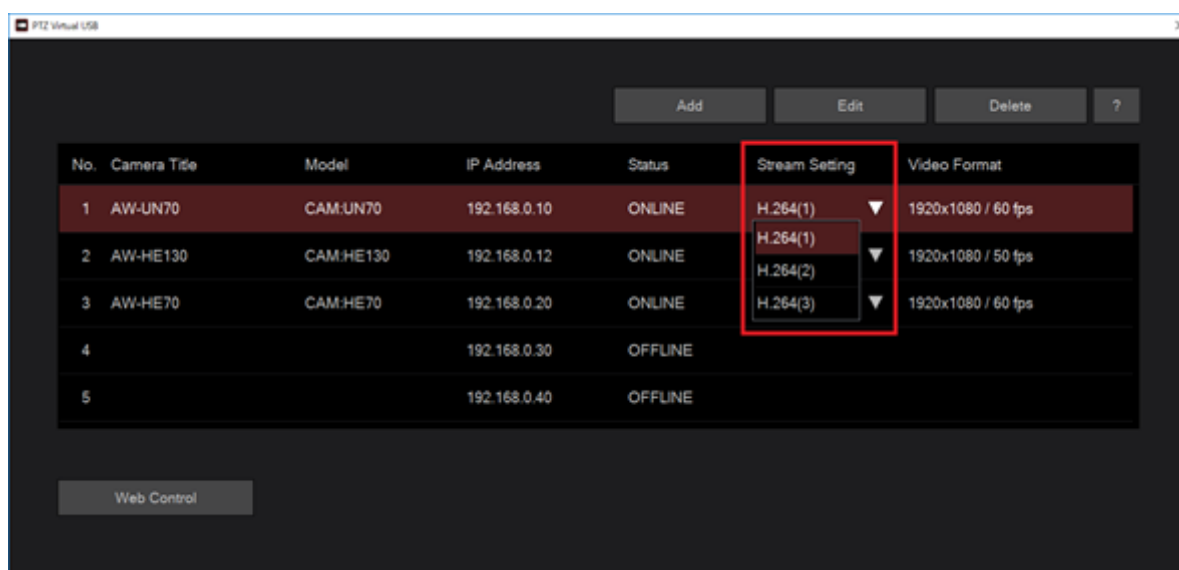 PTZ Virtual USB
Add Edit Delete ?
No. Camera Title Model IP Address Status Stream Setting Video Format
1 AW-UN70 CAM:UN70 192.168.0.10 ONLINE H.264(1) ▼ 1920x1080 / 60 fps
H.264(1)
2 AW-HE130 CAM:HE130 192.168.0.12 ONLINE ▼ 1920x1080 / 50 fps
H.264(2)
3 AW-HE70 CAM:HE70 192.168.0.20 ONLINE H.264(3) ▼ 1920x1080 / 60 fps
4 192.168.0.30 OFFLINE
5 192.168.0.40 OFFLINE
Web Control